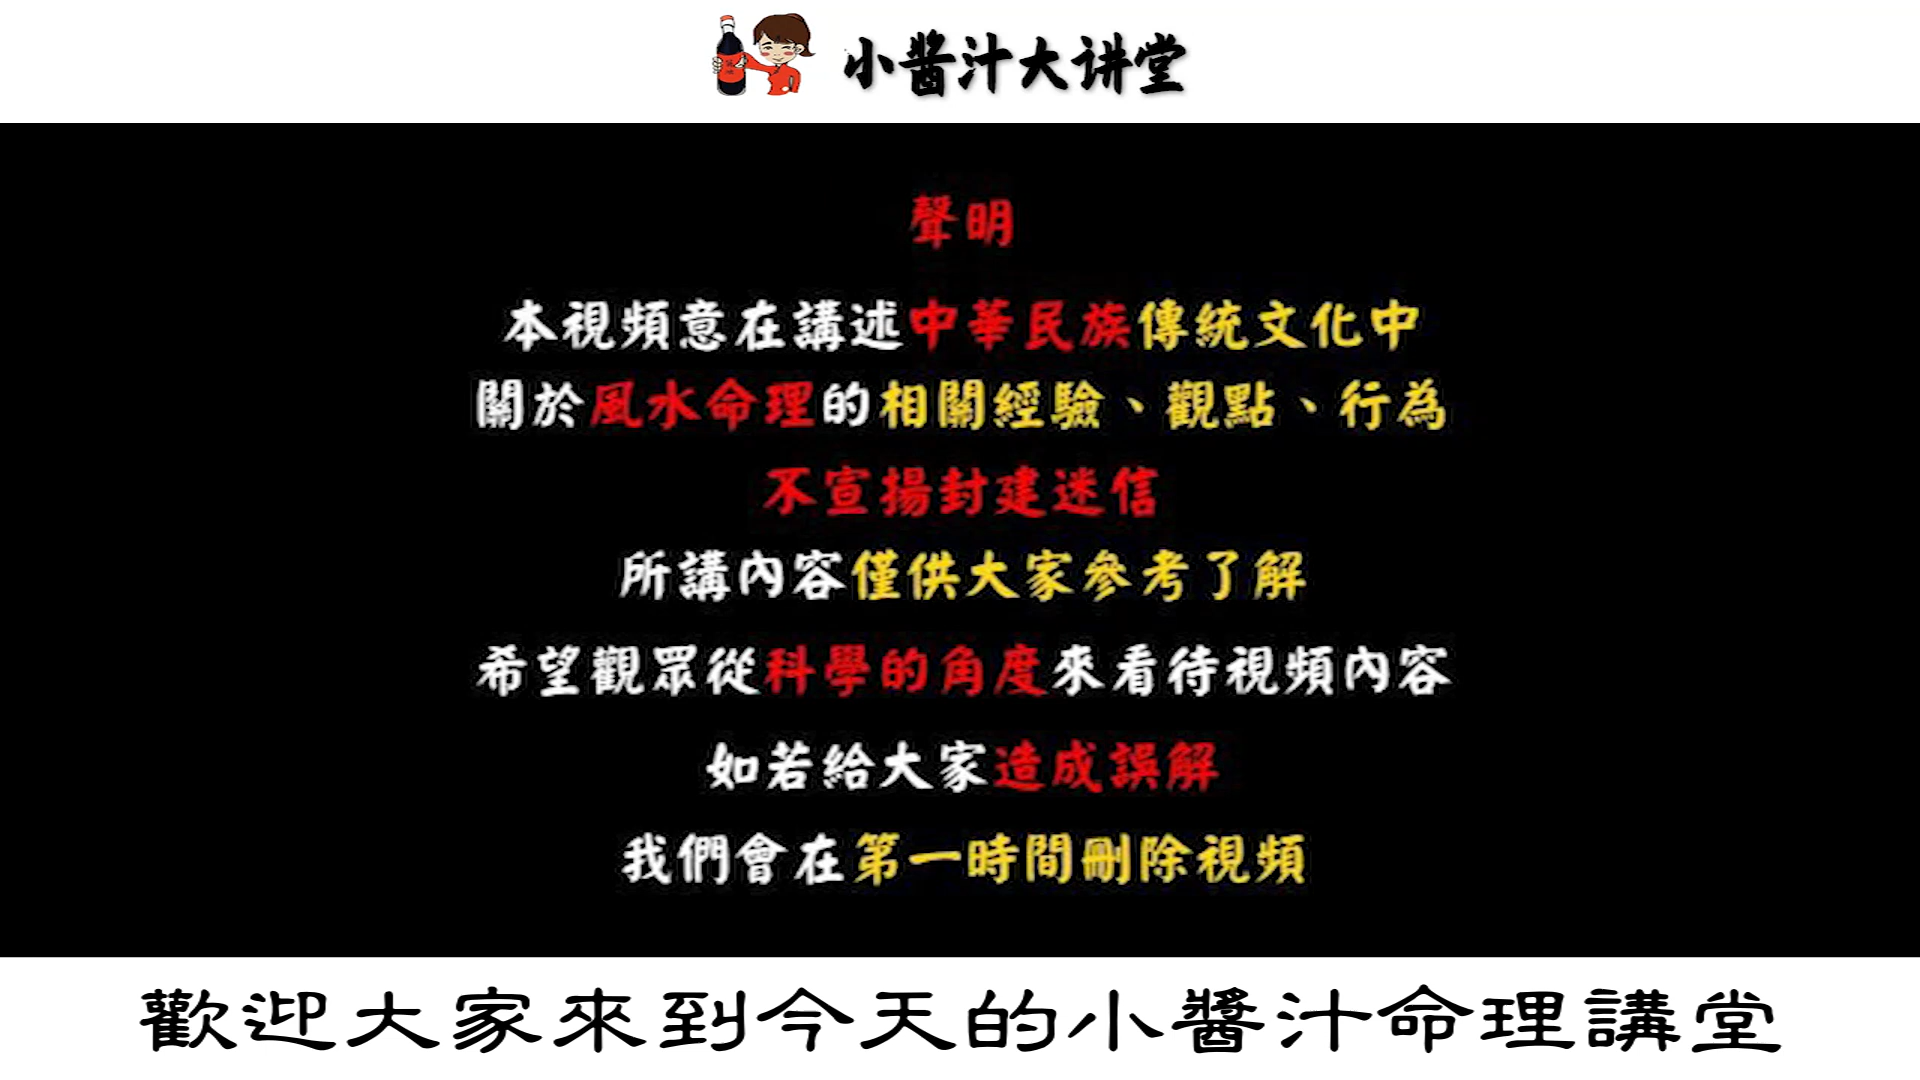 小醬汁大讲堂
聲明
本視頻意在講述中華民族傳統文化中
關於風水命理的相關經驗、觀點、行為
不宣揚封建迷信
所講內容僅供大家參考了解
希望觀眾從科學的角度來看待視頻內容
如若給大家造成誤解
我們會在第一時間刪除視頻
歡迎大家來到今天的小醬汁命理講堂